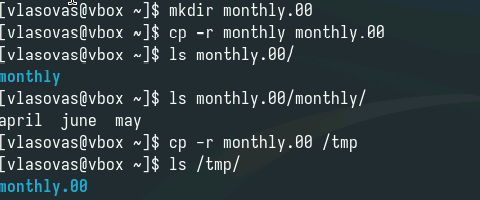 [vlasovas@vbox ~]$ mkdir monthly.00
[vlasovas@vbox ~]$ cp -r monthly monthly.00
[vlasovas@vbox ~]$ ls monthly.00/
monthly
[vlasovas@vbox ~]$ ls monthly.00/monthly/
april  june  may
[vlasovas@vbox ~]$ cp -r monthly.00 /tmp
[vlasovas@vbox ~]$ ls /tmp/
monthly.00